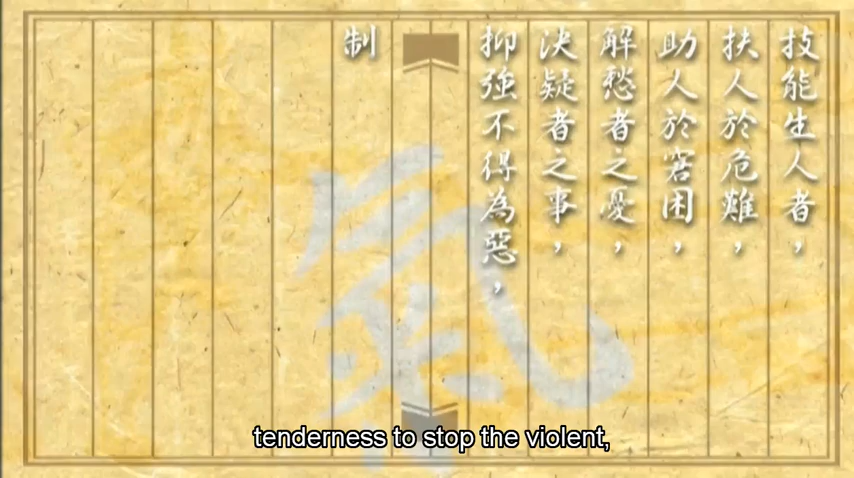 技能生人者，
扶人於危難，
助人於窘困，
解愁者之憂，
決疑者之事，
抑強不得為惡，
制
氣
tenderness to stop the violent,